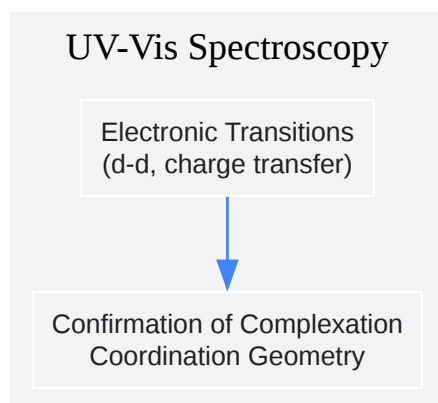 UV-Vis Spectroscopy
Electronic Transitions
(d-d, charge transfer)
Confirmation of Complexation
Coordination Geometry